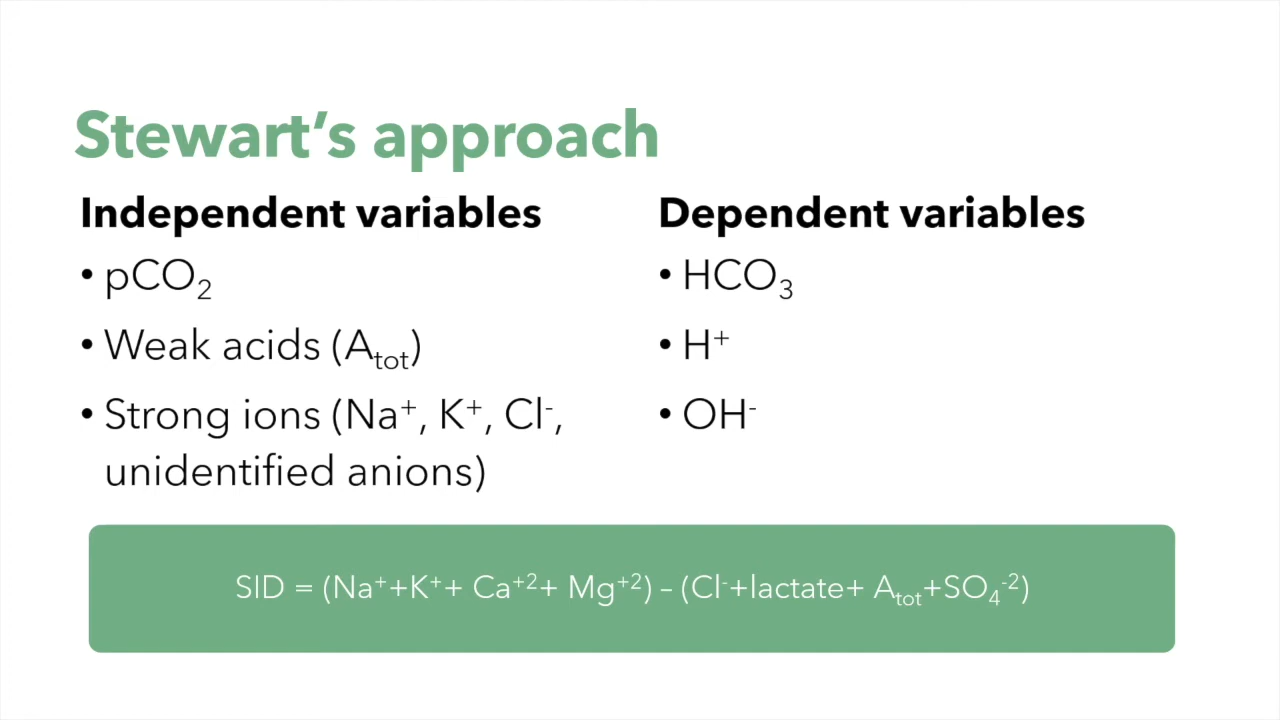 Stewart’s approach
Independent variables
• pCO₂
• Weak acids (Aₜₒₜ)
• Strong ions (Na⁺, K⁺, Cl⁻,
unidentified anions)
Dependent variables
• HCO₃
• H⁺
• OH⁻
SID = (Na⁺+K⁺+ Ca⁺²+ Mg⁺²) – (Cl⁻+lactate+ Aₜₒₜ+SO₄⁻²)